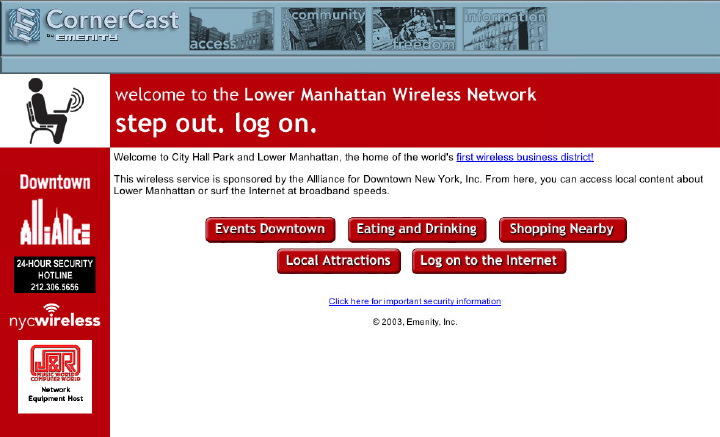 CornerCast
by EMENITY
access
community
freedom
information
welcome to the Lower Manhattan Wireless Network
step out. log on.
Welcome to City Hall Park and Lower Manhattan, the home of the world's first wireless business district!
This wireless service is sponsored by the Allliance for Downtown New York, Inc. From here, you can access local content about
Lower Manhattan or surf the Internet at broadband speeds.
Events Downtown
Eating and Drinking
Shopping Nearby
Local Attractions
Log on to the Internet
Click here for important security information
© 2003, Emenity, Inc.
Downtown
AlliAnce
24-HOUR SECURITY
HOTLINE
212.306.5656
nycwireless
J&R
MUSIC WORLD
COMPUTER WORLD
Network
Equipment Host